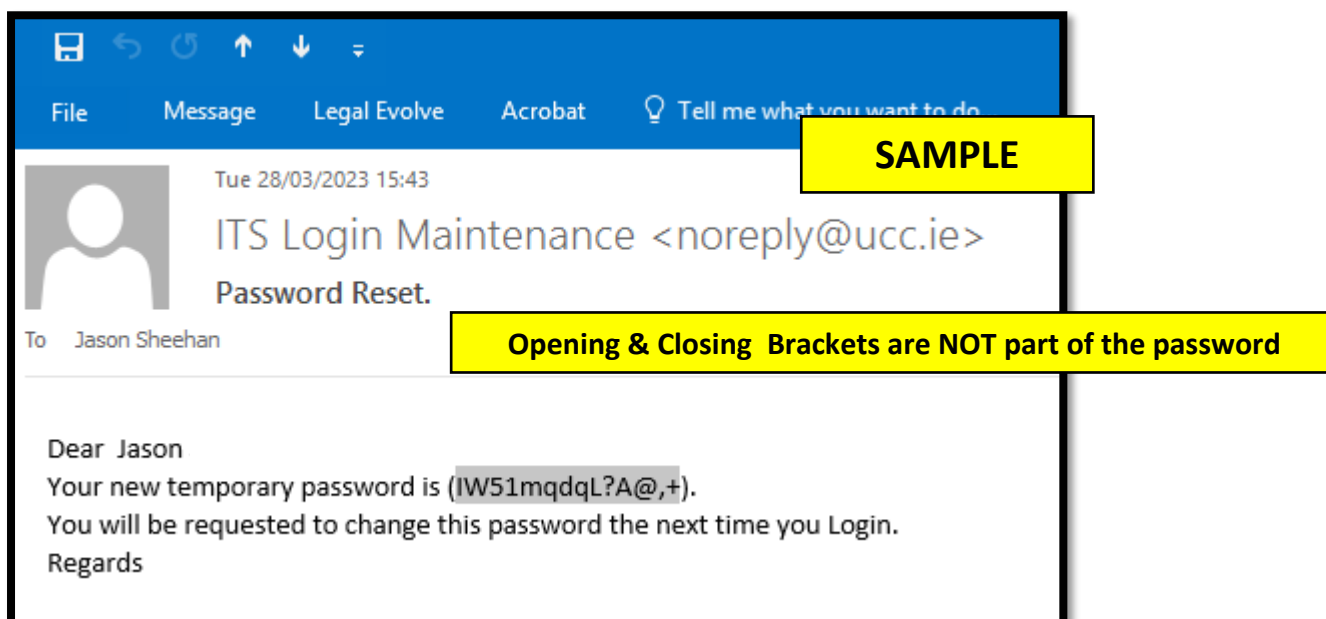 File Message Legal Evolve Acrobat Tell me what you want to do
SAMPLE
Tue 28/03/2023 15:43
ITS Login Maintenance <noreply@ucc.ie>
Password Reset.
To Jason Sheehan
Opening & Closing Brackets are NOT part of the password
Dear Jason
Your new temporary password is (IW51mqdqL?A@,+).
You will be requested to change this password the next time you Login.
Regards